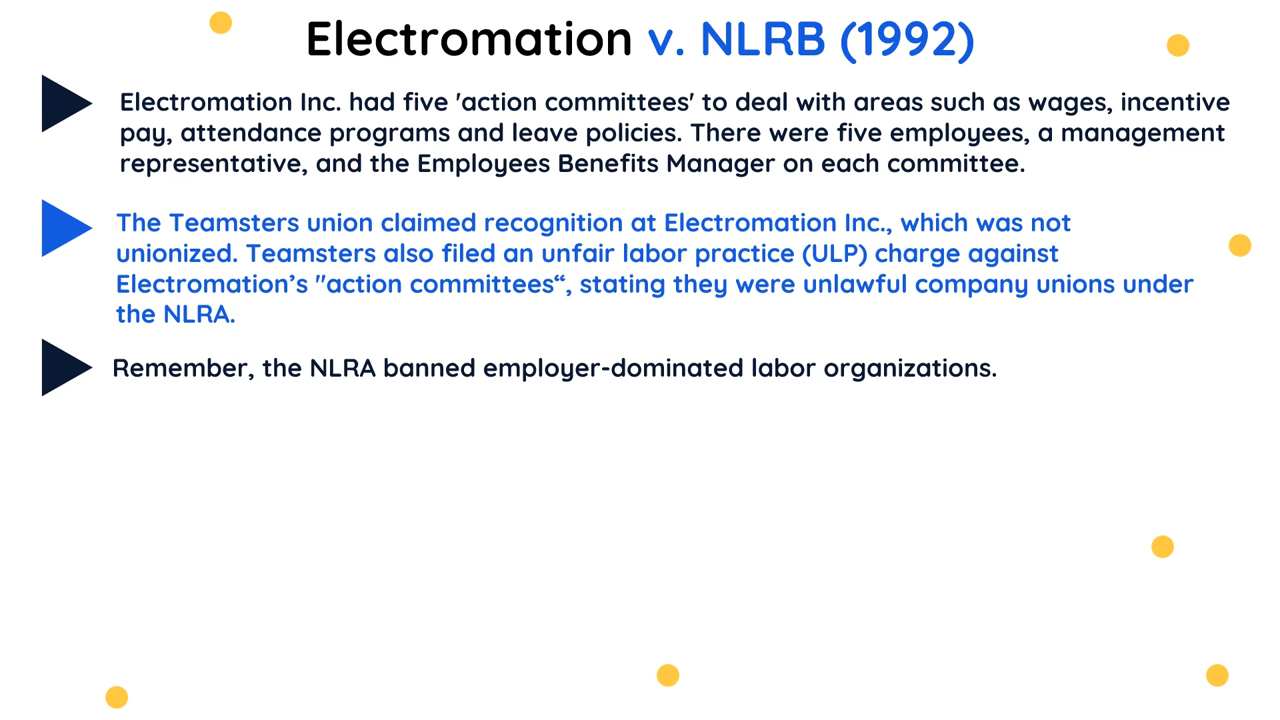 Electromation v. NLRB (1992)
Electromation Inc. had five 'action committees' to deal with areas such as wages, incentive
pay, attendance programs and leave policies. There were five employees, a management
representative, and the Employees Benefits Manager on each committee.
The Teamsters union claimed recognition at Electromation Inc., which was not
unionized. Teamsters also filed an unfair labor practice (ULP) charge against
Electromation’s "action committees“, stating they were unlawful company unions under
the NLRA.
Remember, the NLRA banned employer-dominated labor organizations.